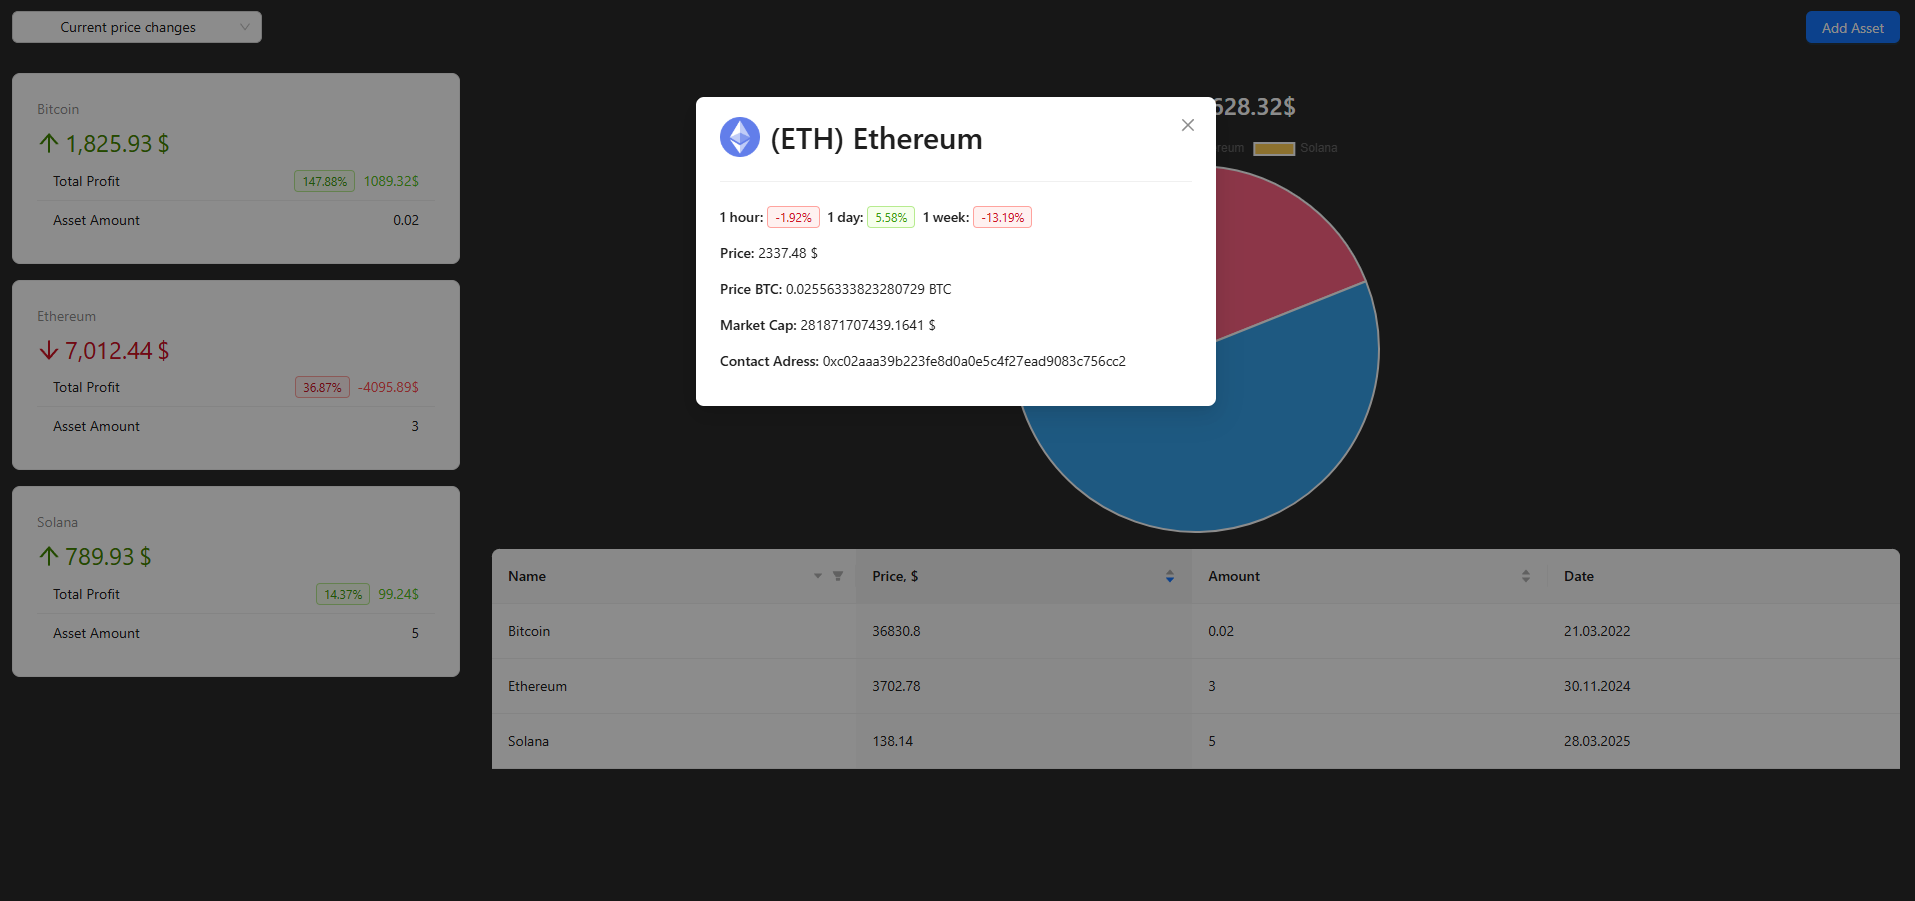 Current price changes
Add Asset
Bitcoin
1,825.93 $
Total Profit 147.88% 1089.32$
Asset Amount 0.02
Ethereum
7,012.44 $
Total Profit 36.87% -4095.89$
Asset Amount 3
Solana
789.93 $
Total Profit 14.37% 99.24$
Asset Amount 5
628.32$
Solana
(ETH) Ethereum
1 hour: -1.92% 1 day: 5.58% 1 week: -13.19%
Price: 2337.48 $
Price BTC: 0.02556333823280729 BTC
Market Cap: 281871707439.1641 $
Contact Adress: 0xc02aaa39b223fe8d0a0e5c4f27ead9083c756cc2
Name Price, $ Amount Date
Bitcoin 36830.8 0.02 21.03.2022
Ethereum 3702.78 3 30.11.2024
Solana 138.14 5 28.03.2025